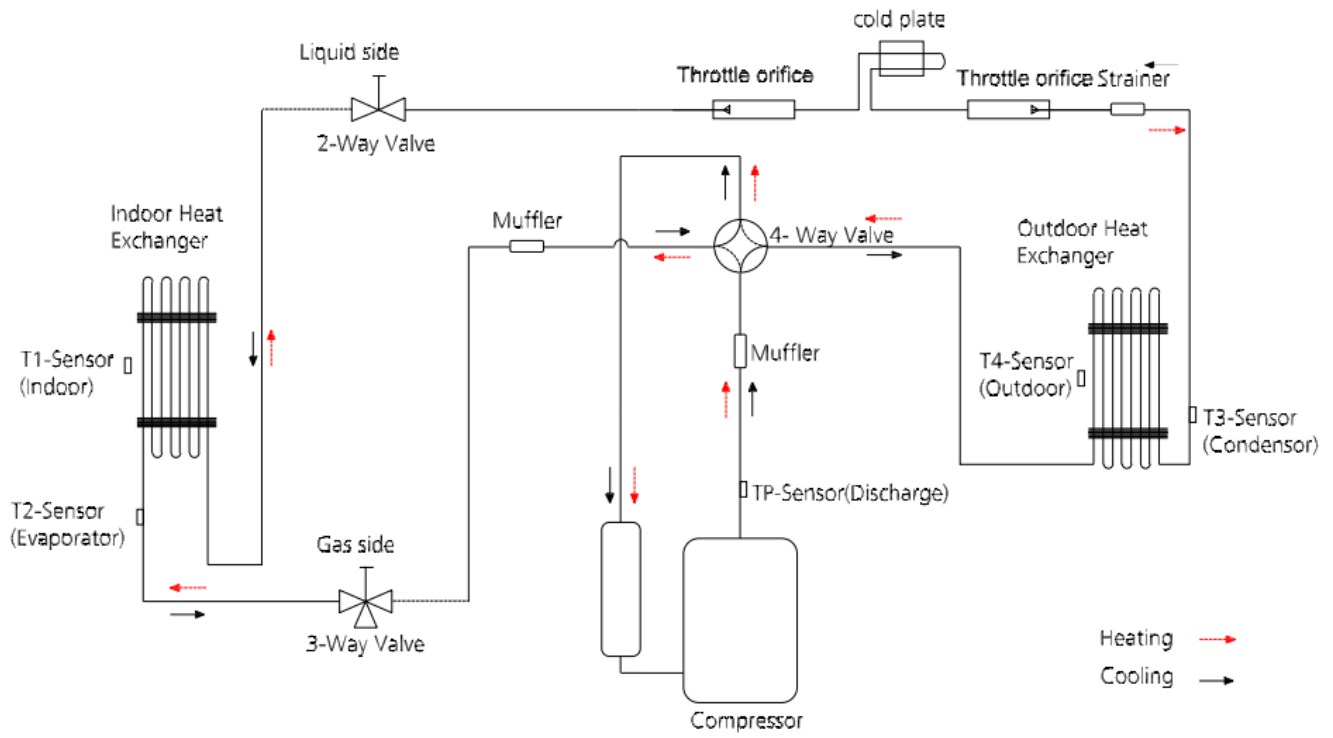 cold plate
Liquid side
Throttle orifice
Throttle orifice Strainer
2-Way Valve
Indoor Heat
Exchanger
Muffler
4- Way Valve
Outdoor Heat
Exchanger
T1-Sensor
(Indoor)
Muffler
T4-Sensor
(Outdoor)
T3-Sensor
(Condensor)
TP-Sensor(Discharge)
T2-Sensor
(Evaporator)
Gas side
3-Way Valve
Heating
Cooling
Compressor